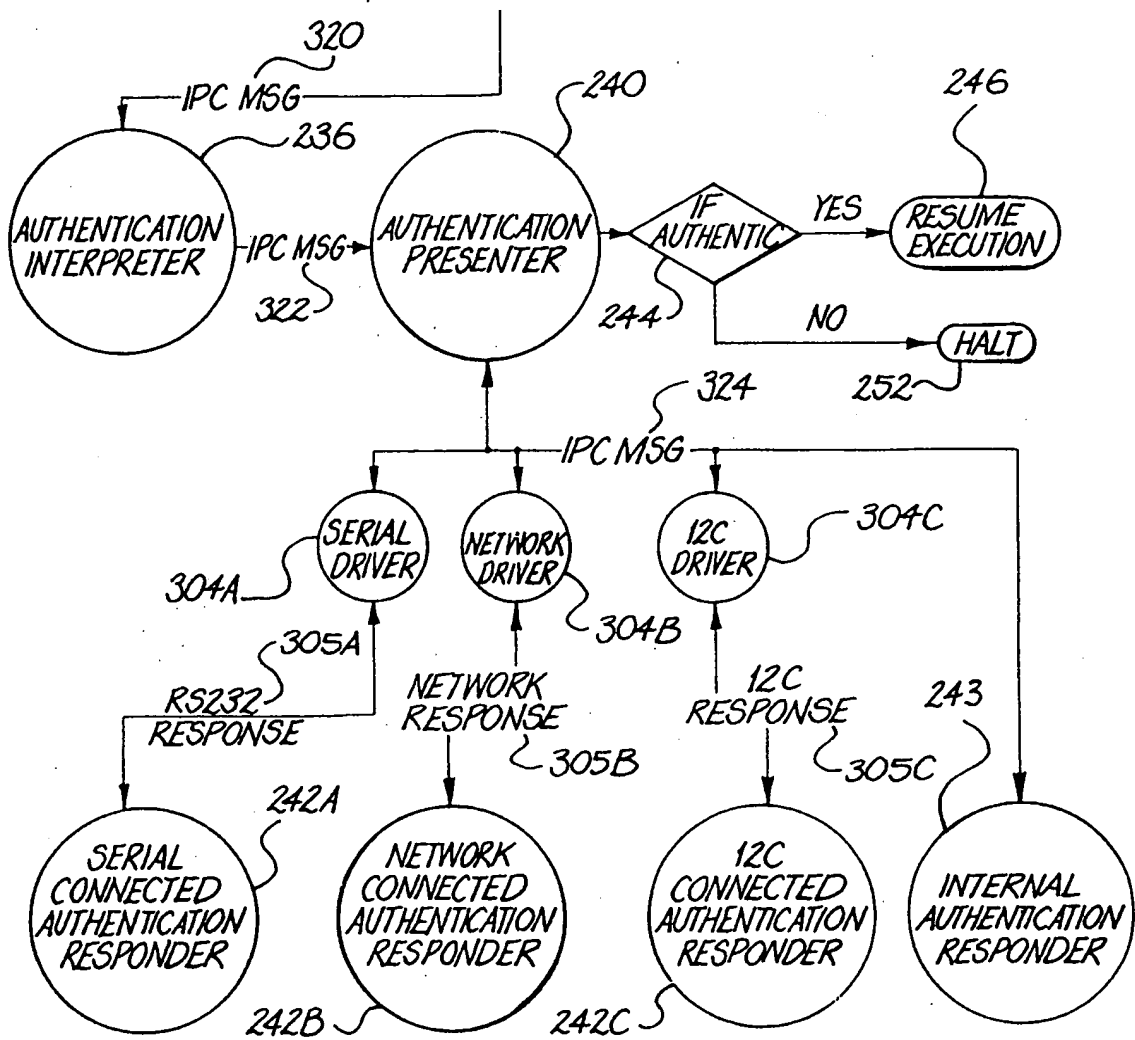 320
IPC MSG
236
240
246
AUTHENTICATION
INTERPRETER
IPC MSG
322
AUTHENTICATION
PRESENTER
IF
AUTHENTIC
244
YES
RESUME
EXECUTION
NO
HALT
252
324
IPC MSG
SERIAL
DRIVER
304A
NETWORK
DRIVER
304B
12C
DRIVER
304C
305A
RS232
RESPONSE
NETWORK
RESPONSE
305B
12C
RESPONSE
305C
243
242A
SERIAL
CONNECTED
AUTHENTICATION
RESPONDER
NETWORK
CONNECTED
AUTHENTICATION
RESPONDER
242B
12C
CONNECTED
AUTHENTICATION
RESPONDER
242C
INTERNAL
AUTHENTICATION
RESPONDER